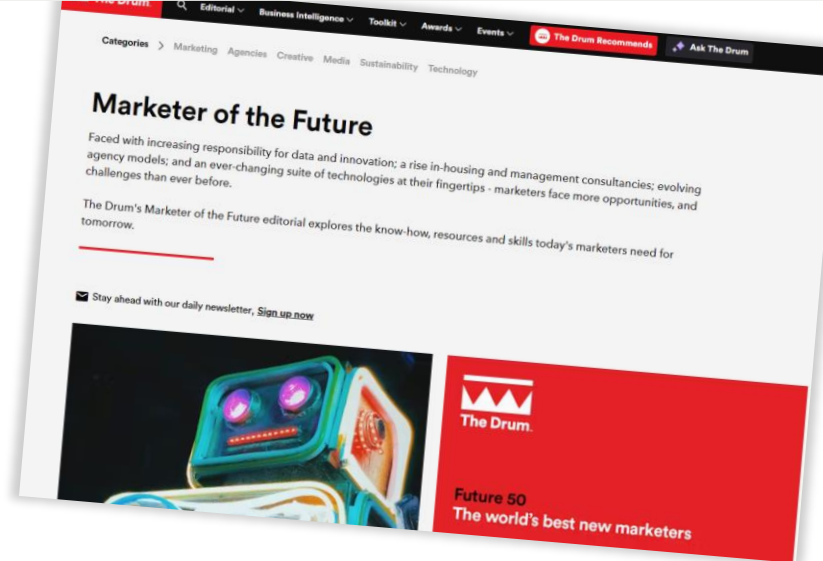 The Drum.
Editorial
Business Intelligence
Toolkit
Awards
Events
The Drum Recommends
Ask The Drum
Categories > Marketing Agencies Creative Media Sustainability Technology
Marketer of the Future
Faced with increasing responsibility for data and innovation; a rise in-housing and management consultancies; evolving
agency models; and an ever-changing suite of technologies at their fingertips - marketers face more opportunities, and
challenges than ever before.
The Drum's Marketer of the Future editorial explores the know-how, resources and skills today's marketers need for
tomorrow.
Stay ahead with our daily newsletter, Sign up now
The Drum.
Future 50
The world's best new marketers